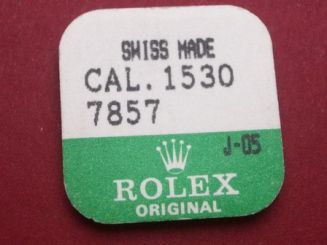 SWISS MADE
CAL. 1530
7857
J-05
ROLEX
ORIGINAL